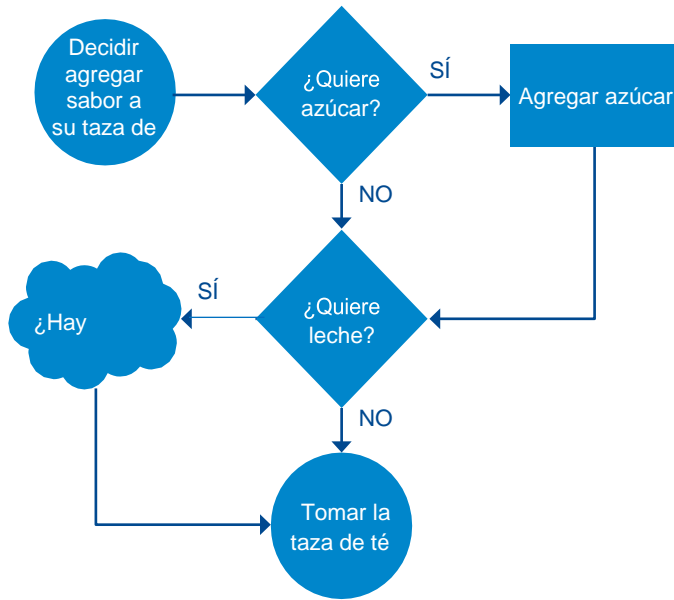 Decidir
agregar
sabor a
su taza de
¿Quiere
azúcar?
SÍ
Agregar azúcar
NO
¿Quiere
leche?
SÍ
¿Hay
NO
Tomar la
taza de té